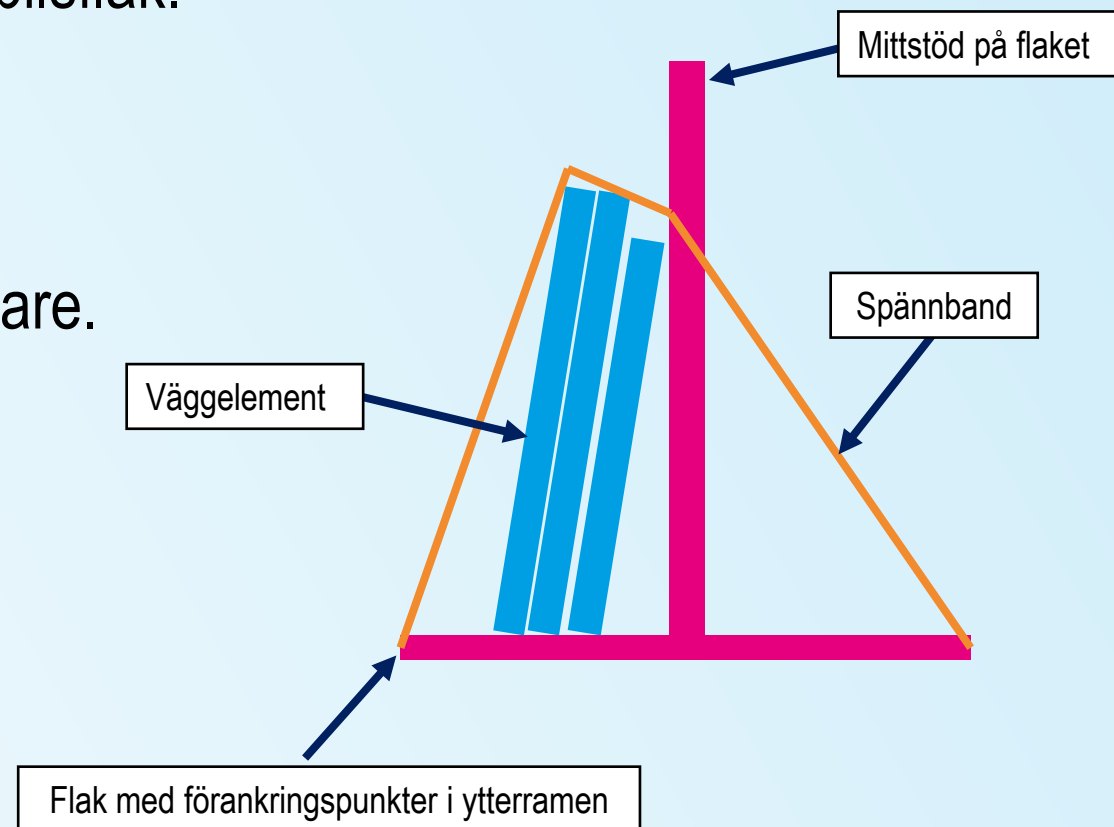 Mittstöd på flaket
are.
Spännband
Väggelement
Flak med förankringspunkter i ytterramen